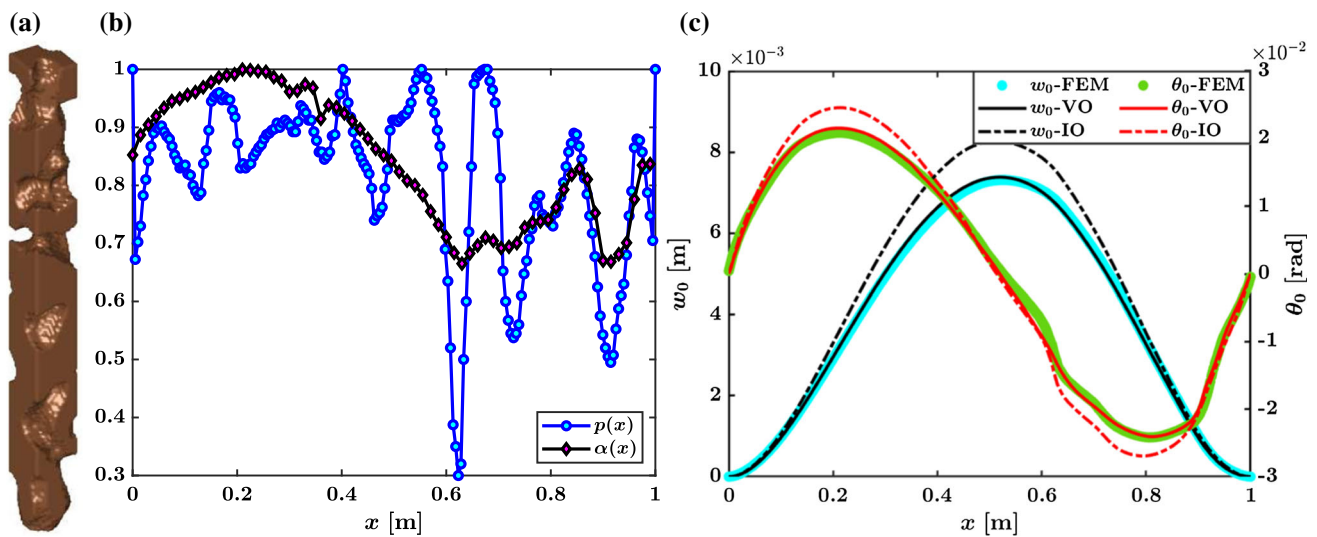 (a)
(b)
(c)
1
0.9
0.8
0.7
0.6
0.5
0.4
0.3
0
0.2
0.4
0.6
0.8
1
x [m]
p(x)
α(x)
×10⁻³
10
8
6
4
2
0
w₀ [m]
0
0.2
0.4
0.6
0.8
1
x [m]
×10⁻²
3
2
1
0
-1
-2
-3
θ₀ [rad]
w₀-FEM
w₀-VO
w₀-IO
θ₀-FEM
θ₀-VO
θ₀-IO